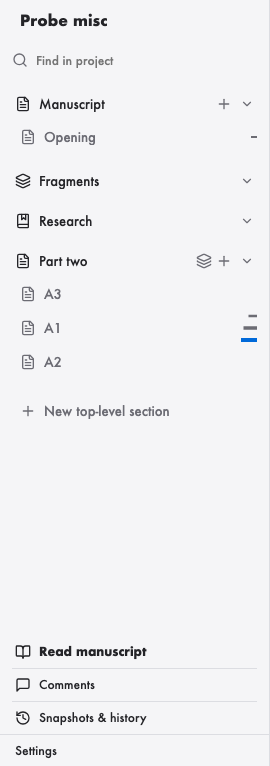 Probe misc
Find in project
Manuscript
Opening
Fragments
Research
Part two
A3
A1
A2
New top-level section
Read manuscript
Comments
Snapshots & history
Settings